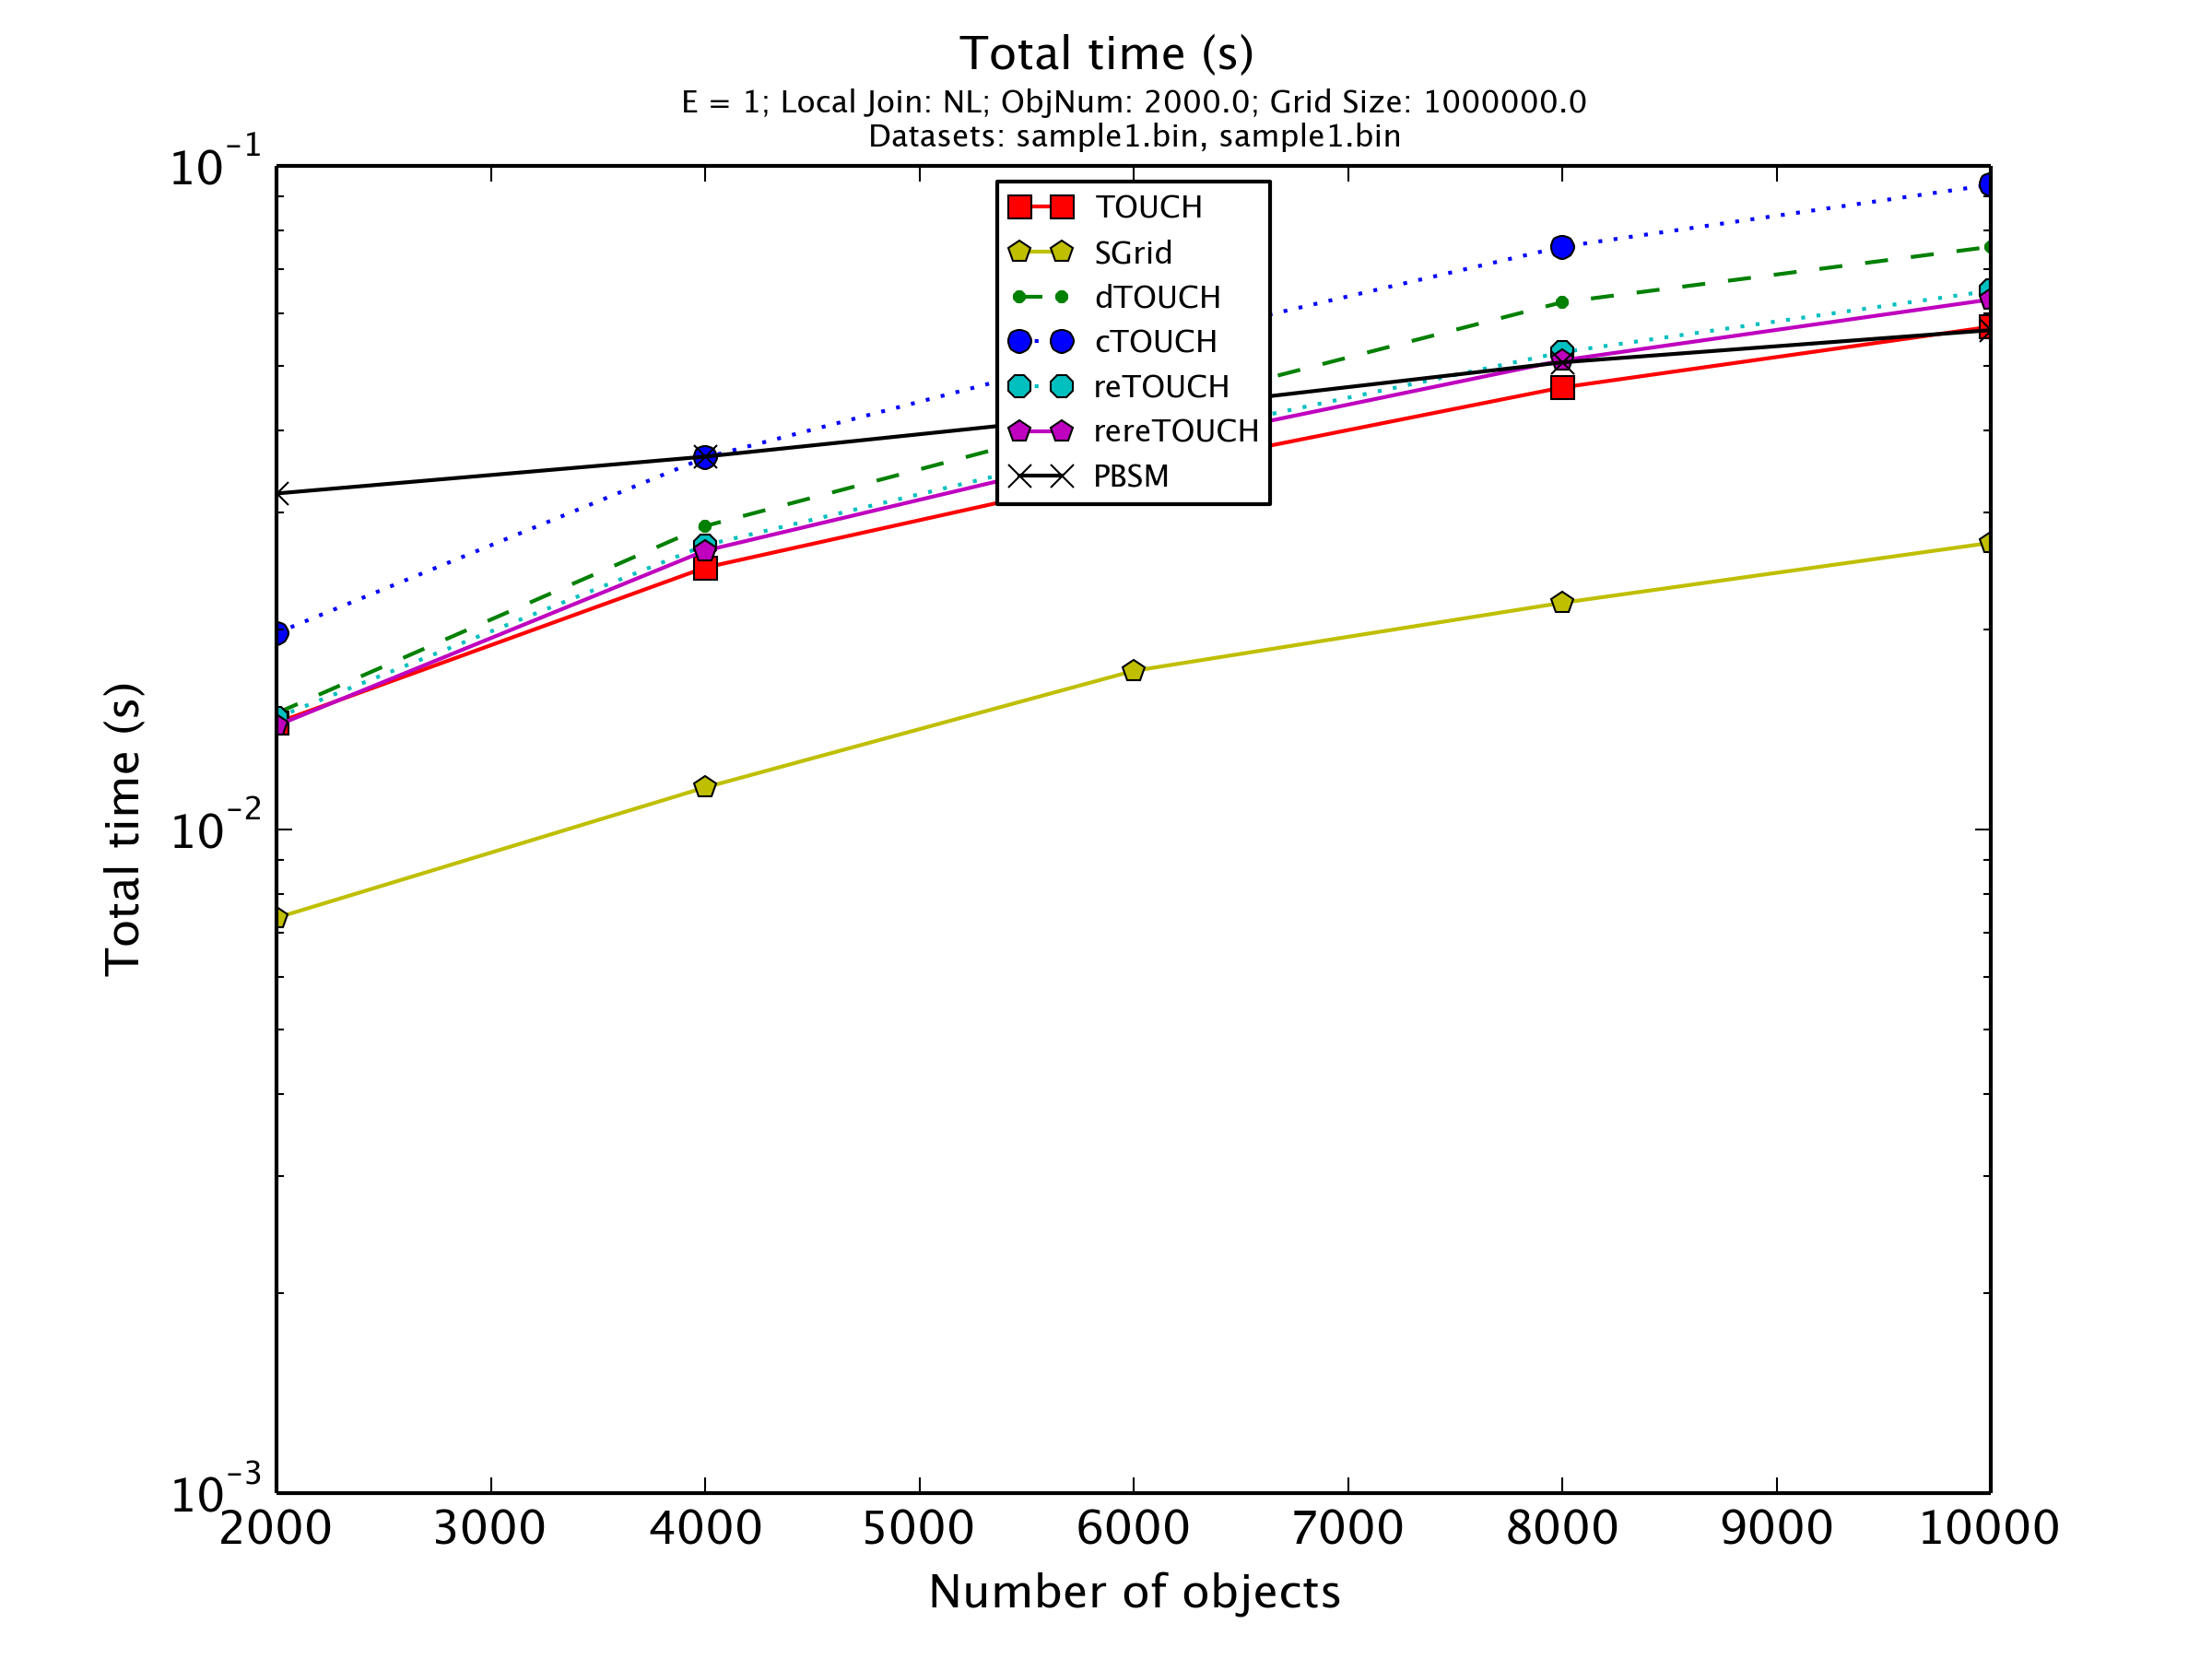 Total time (s)
E = 1; Local Join: NL; ObjNum: 2000.0; Grid Size: 1000000.0
Datasets: sample1.bin, sample1.bin
10^-1
TOUCH
SGrid
dTOUCH
cTOUCH
reTOUCH
rereTOUCH
PBSM
Total time (s)
10^-2
10^-3
2000 3000 4000 5000 6000 7000 8000 9000 10000
Number of objects